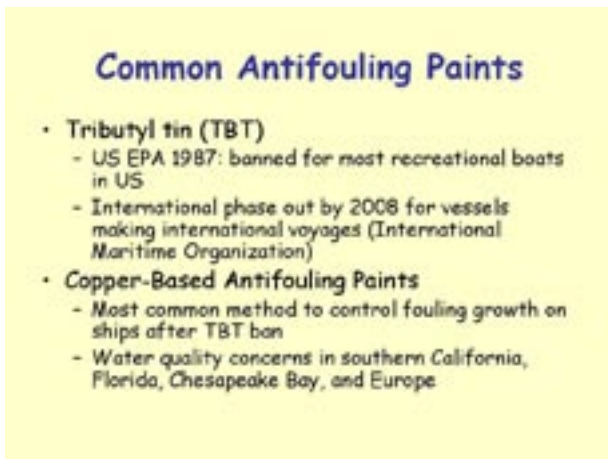 Common Antifouling Paints
• Tributyl tin (TBT)
- US EPA 1987: banned for most recreational boats
in US
- International phase out by 2008 for vessels
making international voyages (International
Maritime Organization)
• Copper-Based Antifouling Paints
- Most common method to control fouling growth on
ships after TBT ban
- Water quality concerns in southern California,
Florida, Chesapeake Bay, and Europe